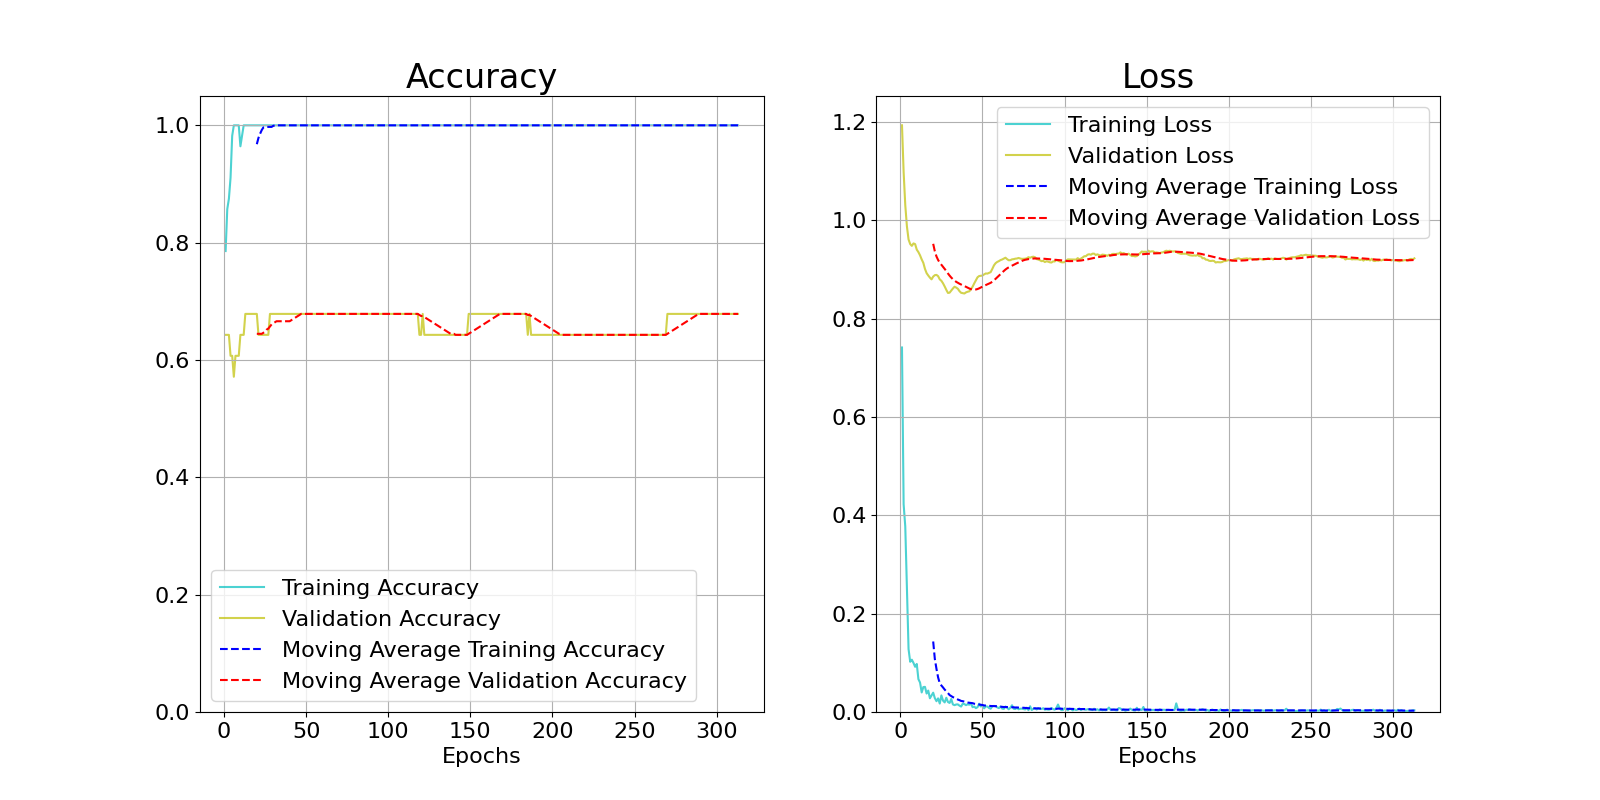 Accuracy
1.0
0.8
0.6
0.4
0.2
0.0
0 50 100 150 200 250 300
Epochs
Training Accuracy
Validation Accuracy
Moving Average Training Accuracy
Moving Average Validation Accuracy
Loss
1.2
1.0
0.8
0.6
0.4
0.2
0.0
0 50 100 150 200 250 300
Epochs
Training Loss
Validation Loss
Moving Average Training Loss
Moving Average Validation Loss